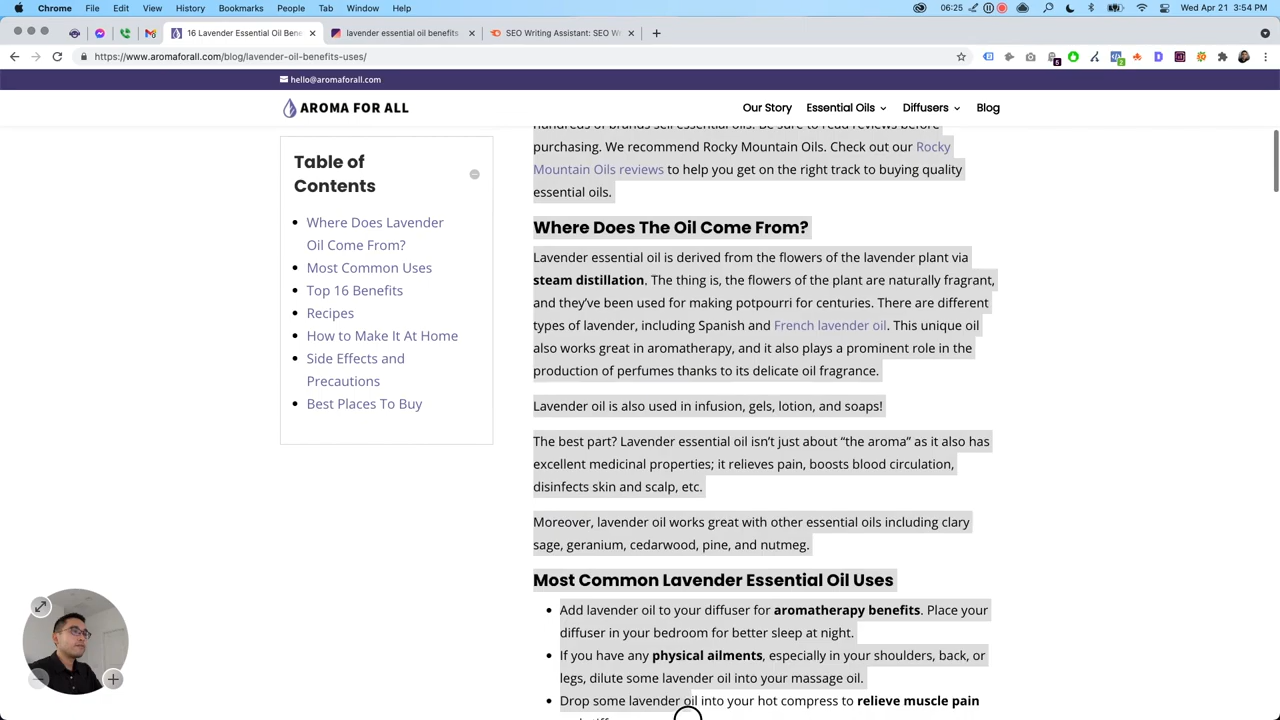 Chrome File Edit View History Bookmarks People Tab Window Help 06:25 Wed Apr 21 3:54 PM
16 Lavender Essential Oil Bene
lavender essential oil benefits
SEO Writing Assistant: SEO W
https://www.aromaforall.com/blog/lavender-oil-benefits-uses/
hello@aromaforall.com
AROMA FOR ALL
Our Story Essential Oils Diffusers Blog
Table of
Contents
Where Does Lavender
Oil Come From?
Most Common Uses
Top 16 Benefits
Recipes
How to Make It At Home
Side Effects and
Precautions
Best Places To Buy
hundreds of brands sell essential oils. Be sure to read reviews before
purchasing. We recommend Rocky Mountain Oils. Check out our Rocky
Mountain Oils reviews to help you get on the right track to buying quality
essential oils.
Where Does The Oil Come From?
Lavender essential oil is derived from the flowers of the lavender plant via
steam distillation. The thing is, the flowers of the plant are naturally fragrant,
and they’ve been used for making potpourri for centuries. There are different
types of lavender, including Spanish and French lavender oil. This unique oil
also works great in aromatherapy, and it also plays a prominent role in the
production of perfumes thanks to its delicate oil fragrance.
Lavender oil is also used in infusion, gels, lotion, and soaps!
The best part? Lavender essential oil isn’t just about “the aroma” as it also has
excellent medicinal properties; it relieves pain, boosts blood circulation,
disinfects skin and scalp, etc.
Moreover, lavender oil works great with other essential oils including clary
sage, geranium, cedarwood, pine, and nutmeg.
Most Common Lavender Essential Oil Uses
Add lavender oil to your diffuser for aromatherapy benefits. Place your
diffuser in your bedroom for better sleep at night.
If you have any physical ailments, especially in your shoulders, back, or
legs, dilute some lavender oil into your massage oil.
Drop some lavender oil into your hot compress to relieve muscle pain